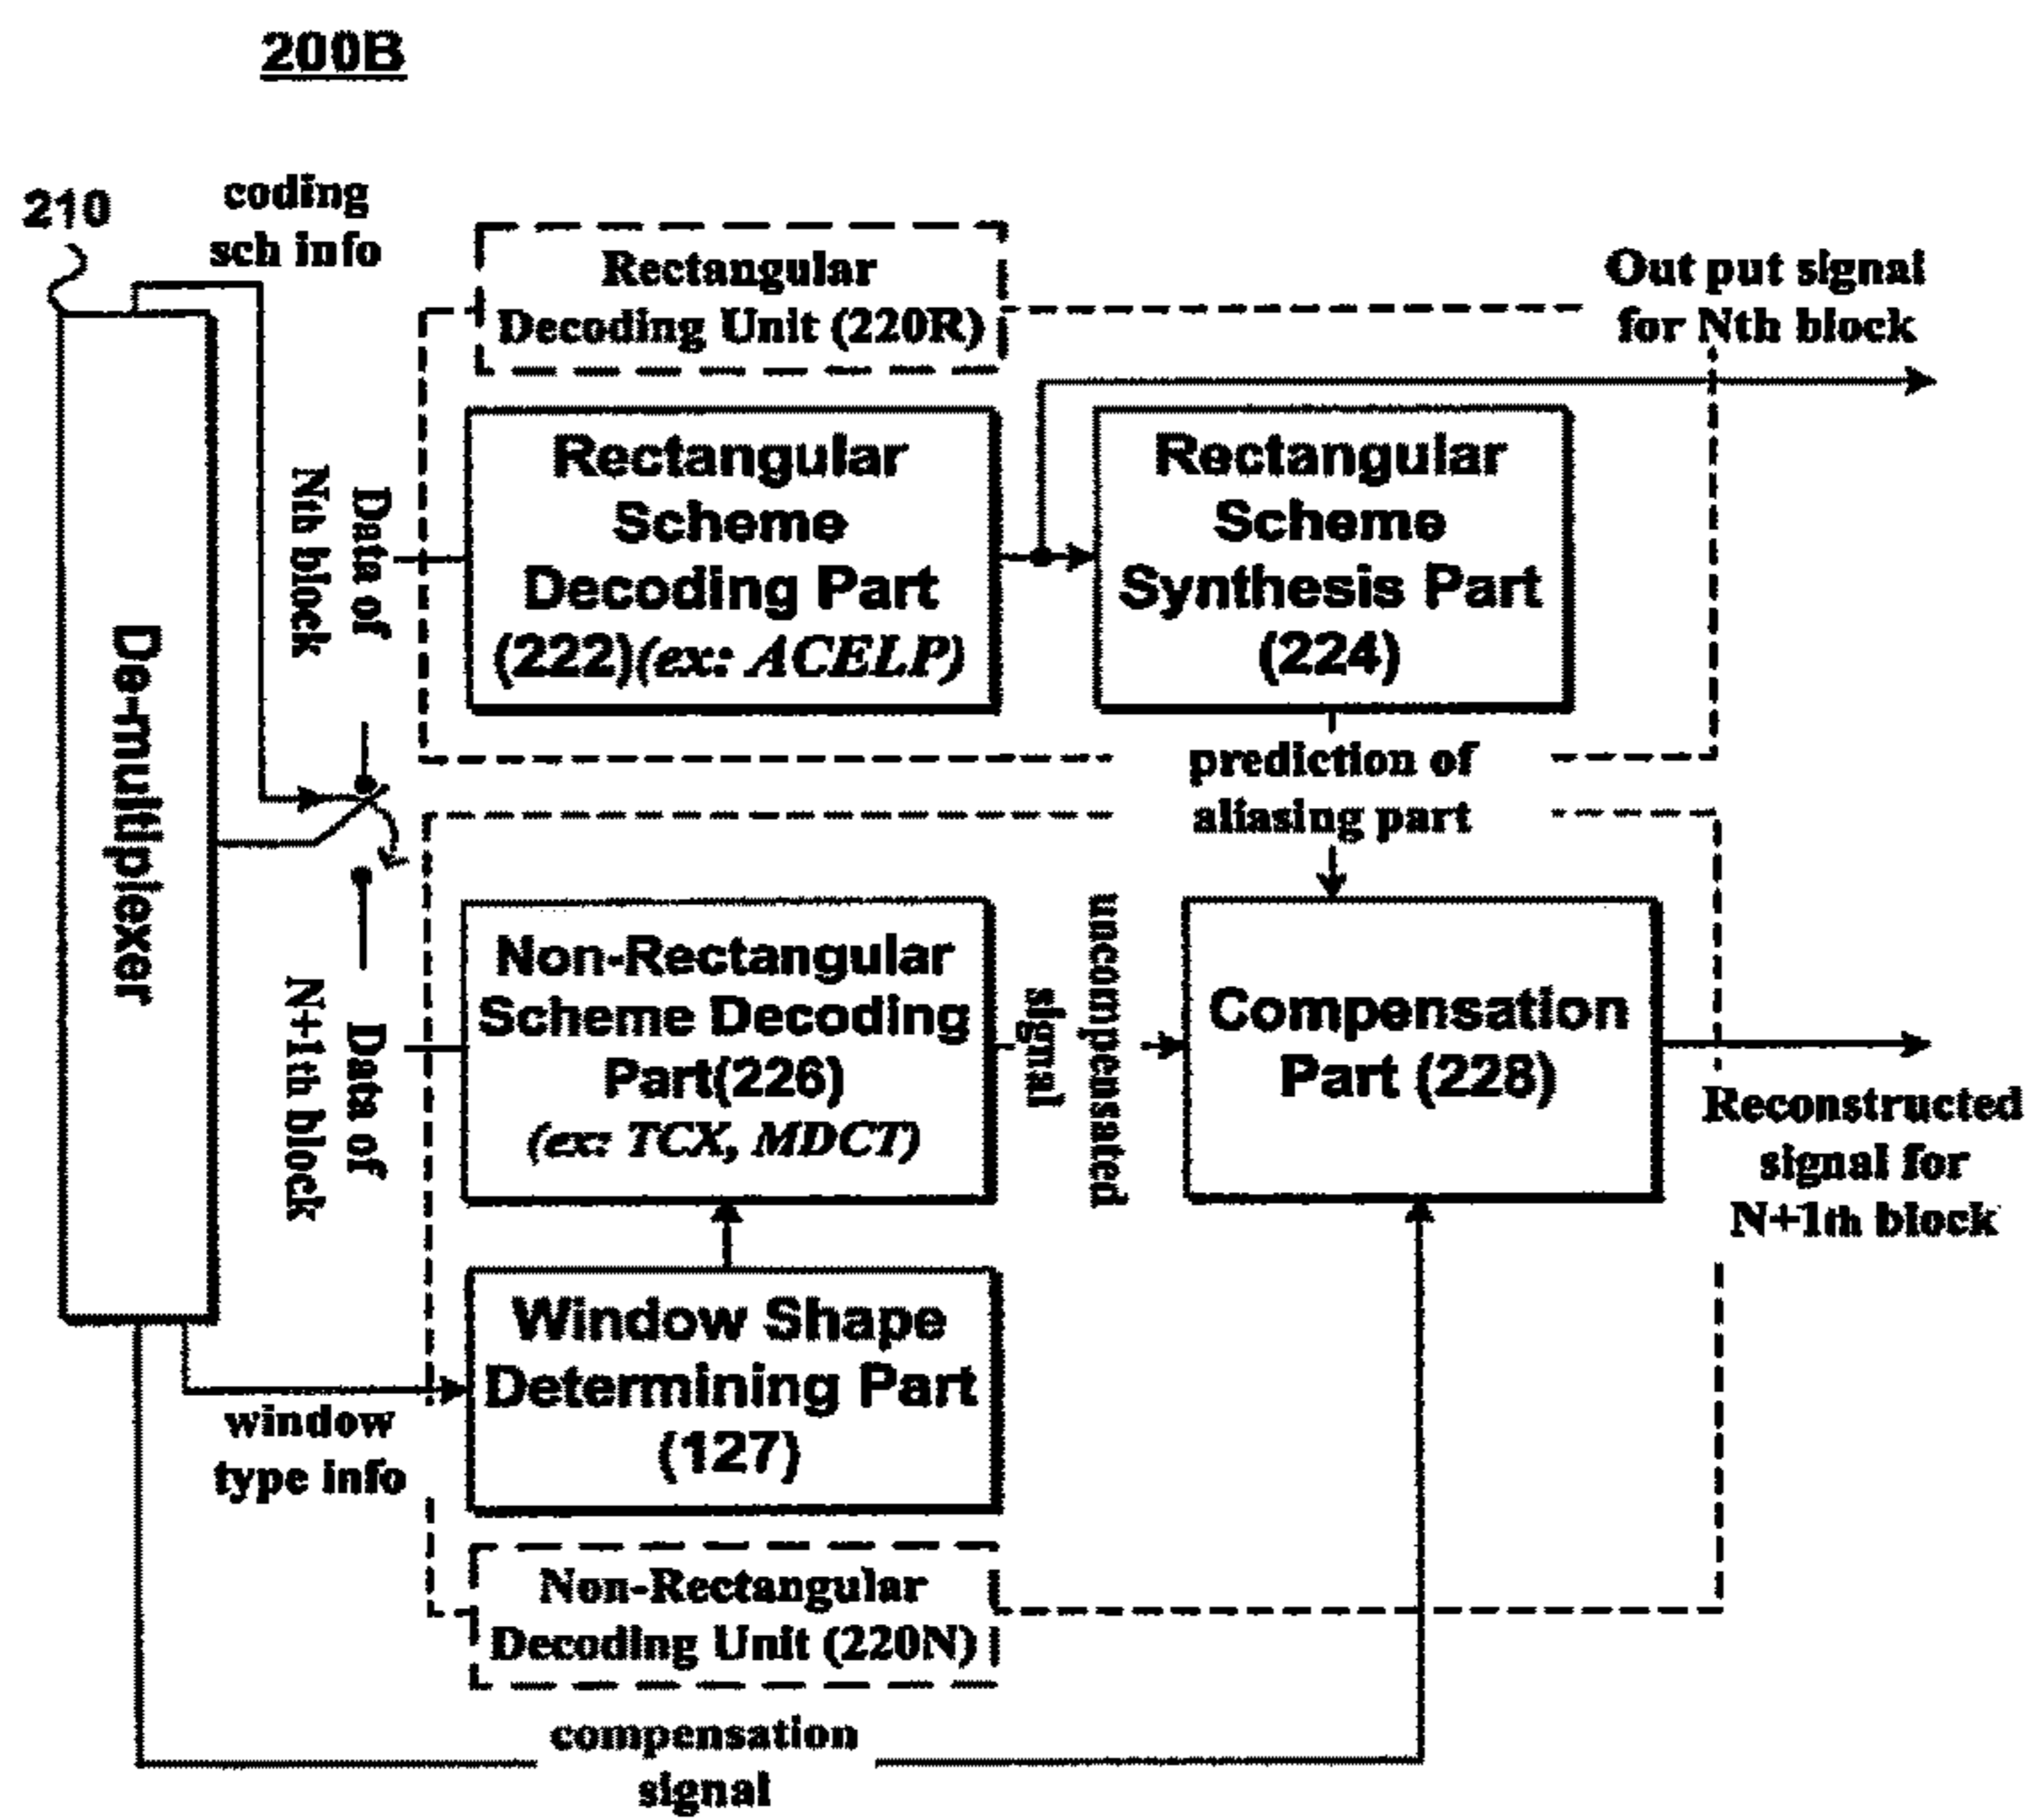 200B
210
coding
sch info
Rectangular
Decoding Unit (220R)
Out put signal
for Nth block
De-multiplexer
Data of
Nth block
Rectangular
Scheme
Decoding Part
(222)(ex: ACELP)
Rectangular
Scheme
Synthesis Part
(224)
prediction of
aliasing part
Data of
N+1th block
Non-Rectangular
Scheme Decoding
Part(226)
(ex: TCX, MDCT)
uncompensated
signal
Compensation
Part (228)
Reconstructed
signal for
N+1th block
Window Shape
Determining Part
(127)
window
type info
Non-Rectangular
Decoding Unit (220N)
compensation
signal